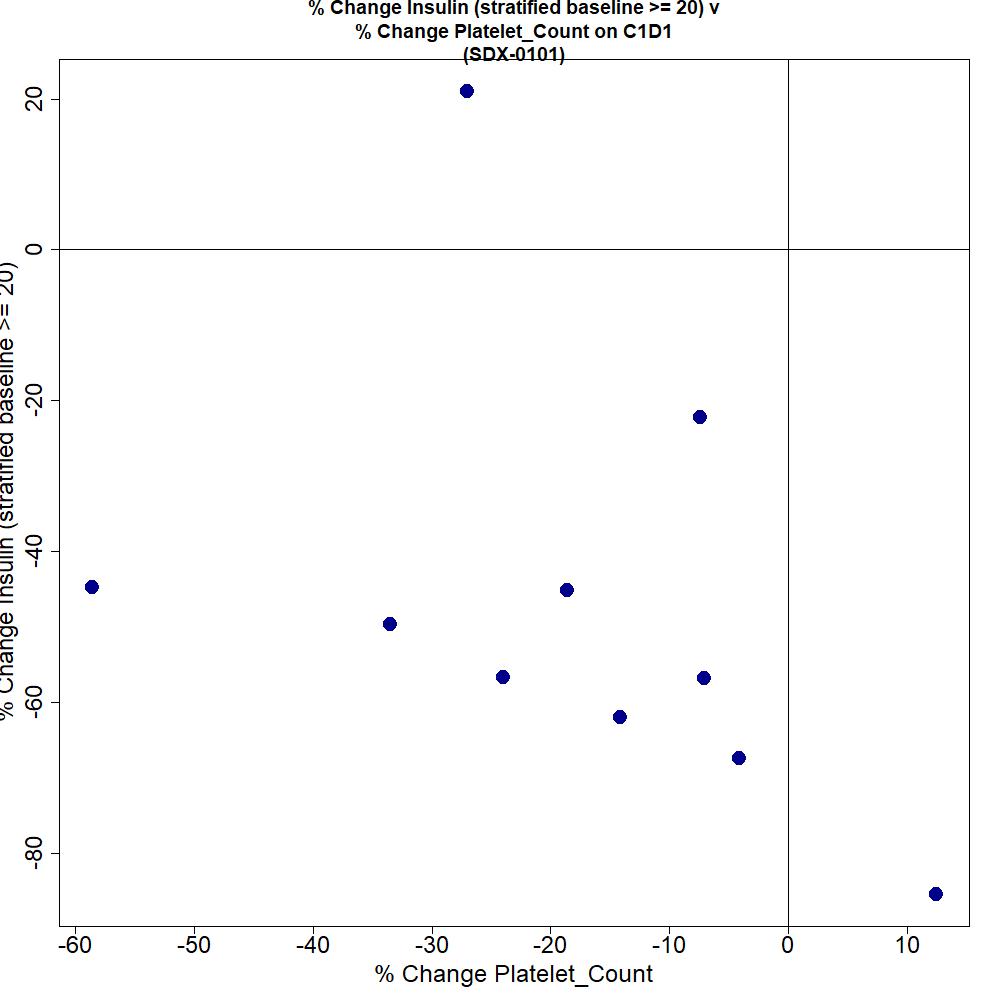 % Change Insulin (stratified baseline >= 20) v
% Change Platelet_Count on C1D1
(SDX-0101)
% Change Insulin (stratified baseline >= 20)
20
0
-20
-40
-60
-80
-60 -50 -40 -30 -20 -10 0 10
% Change Platelet_Count